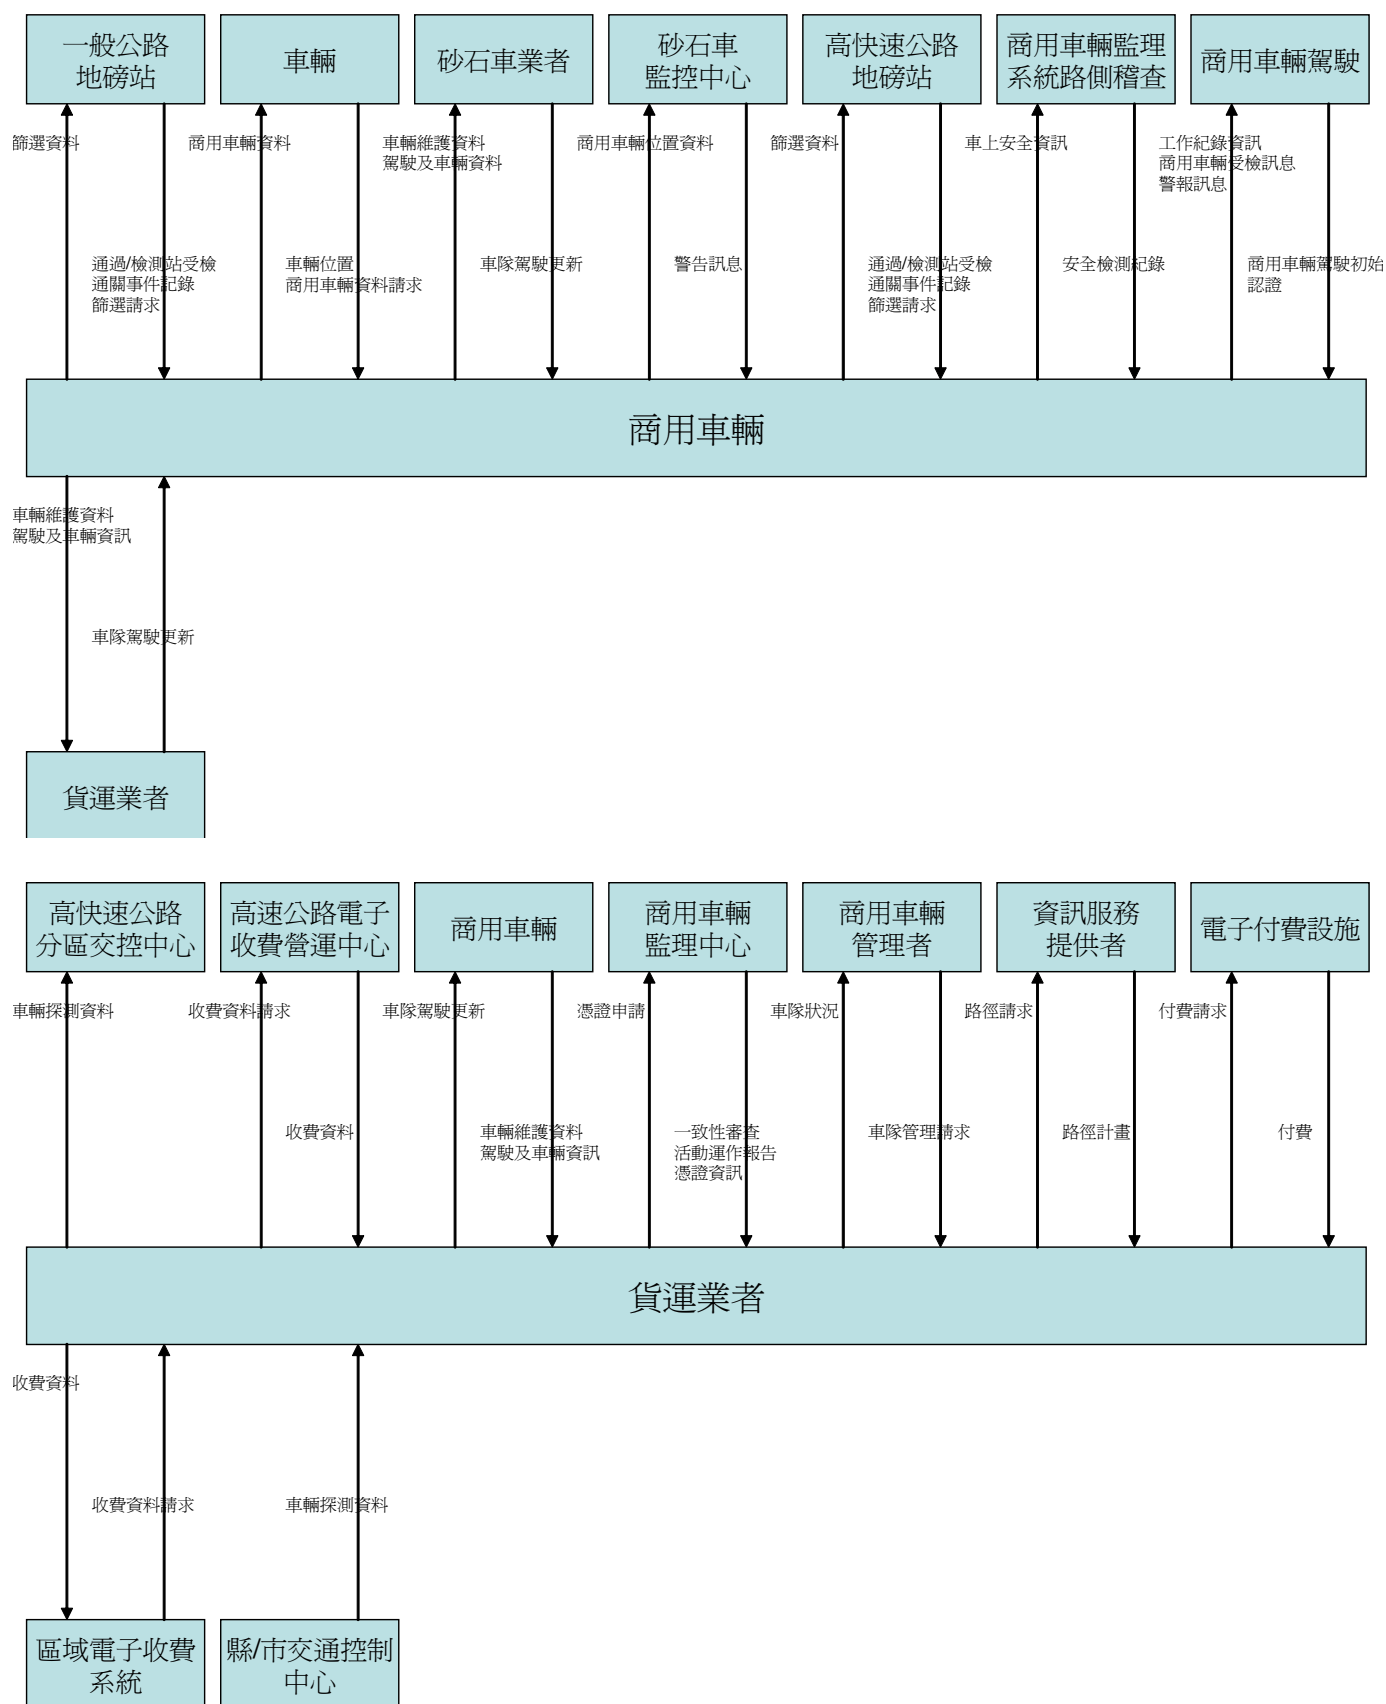 一般公路
地磅站
車輛
砂石車業者
砂石車
監控中心
高快速公路
地磅站
商用車輛監理
系統路側稽查
商用車輛駕駛
篩選資料
商用車輛資料
車輛維護資料
駕駛及車輛資料
商用車輛位置資料
篩選資料
車上安全資訊
工作紀錄資訊
商用車輛受檢訊息
警報訊息
通過/檢測站受檢
通關事件記錄
篩選請求
車輛位置
商用車輛資料請求
車隊駕駛更新
警告訊息
通過/檢測站受檢
通關事件記錄
篩選請求
安全檢測紀錄
商用車輛駕駛初始
認證
商用車輛
車輛維護資料
駕駛及車輛資訊
車隊駕駛更新
貨運業者
高快速公路
分區交控中心
高速公路電子
收費營運中心
商用車輛
商用車輛
監理中心
商用車輛
管理者
資訊服務
提供者
電子付費設施
車輛探測資料
收費資料請求
車隊駕駛更新
憑證申請
車隊狀況
路徑請求
付費請求
收費資料
車輛維護資料
駕駛及車輛資訊
一致性審查
活動運作報告
憑證資訊
車隊管理請求
路徑計畫
付費
貨運業者
收費資料
收費資料請求
車輛探測資料
區域電子收費
系統
縣/市交通控制
中心